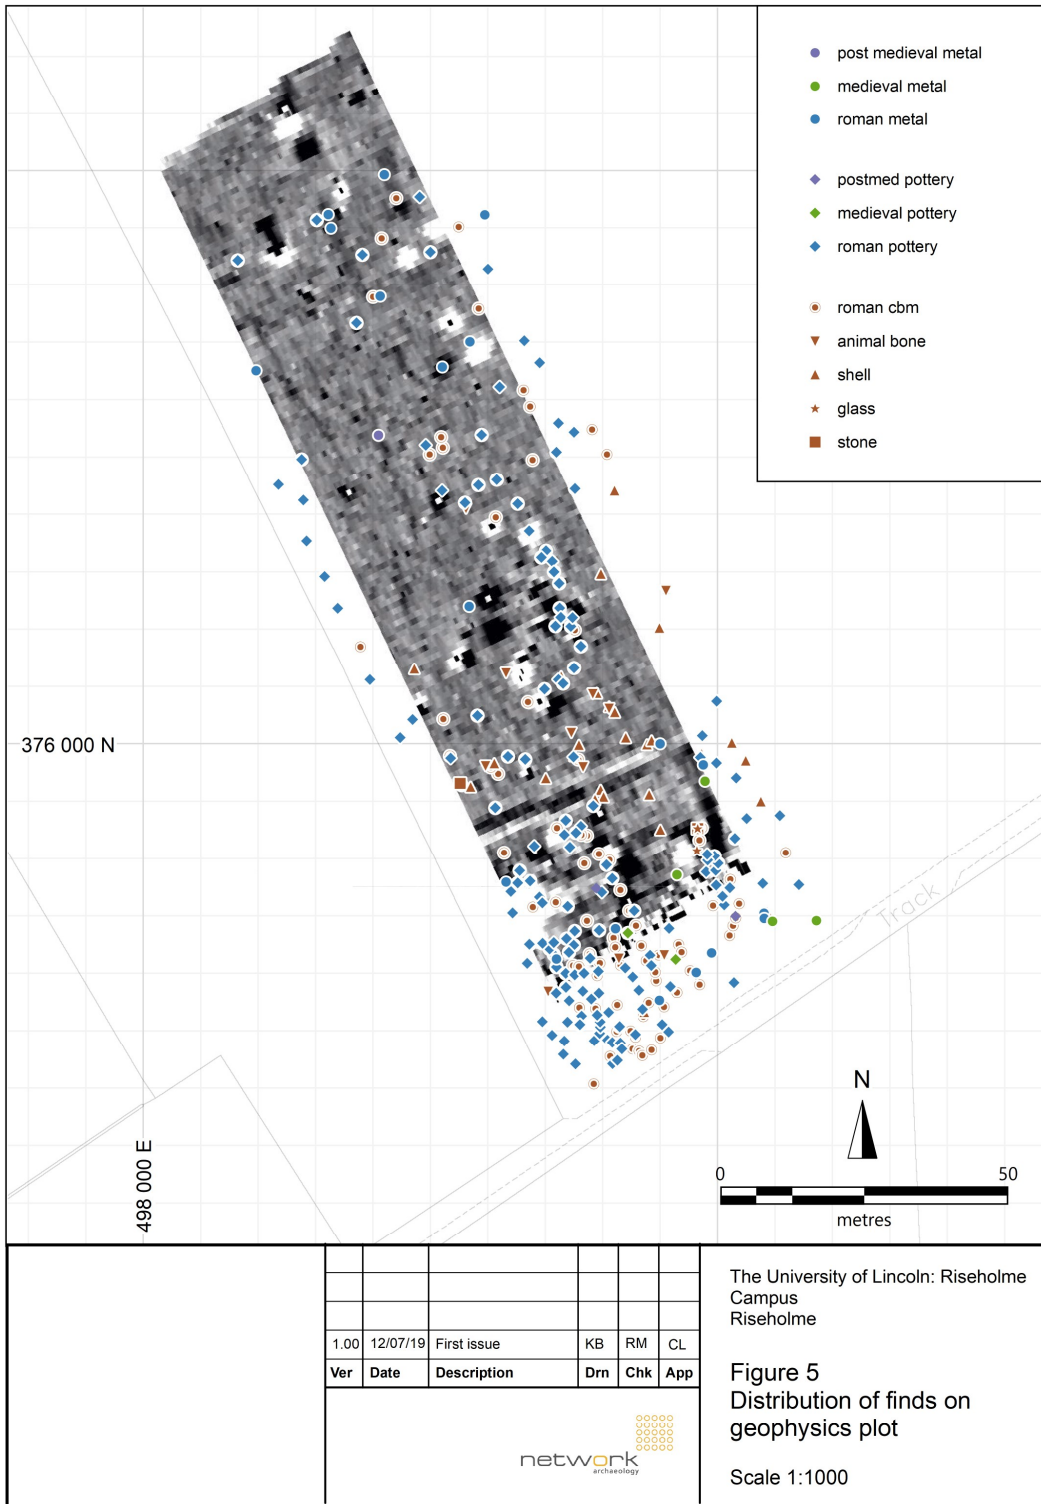 post medieval metal
medieval metal
roman metal
postmed pottery
medieval pottery
roman pottery
roman cbm
animal bone
shell
glass
stone
376 000 N
498 000 E
Track
N
0 50
metres
1.00 12/07/19 First issue KB RM CL
Ver Date Description Drn Chk App
network
archaeology
The University of Lincoln: Riseholme
Campus
Riseholme
Figure 5
Distribution of finds on
geophysics plot
Scale 1:1000